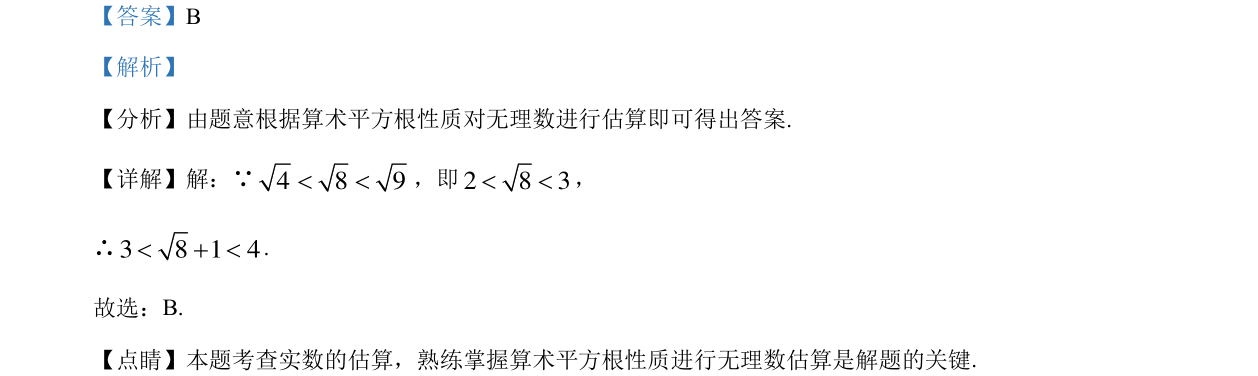 【答案】B
【解析】
【分析】由题意根据算术平方根性质对无理数进行估算即可得出答案.
【详解】解：∵√4<√8<√9，即2<√8<3，
∴3<√8+1<4.
故选：B.
【点睛】本题考查实数的估算，熟练掌握算术平方根性质进行无理数估算是解题的关键.